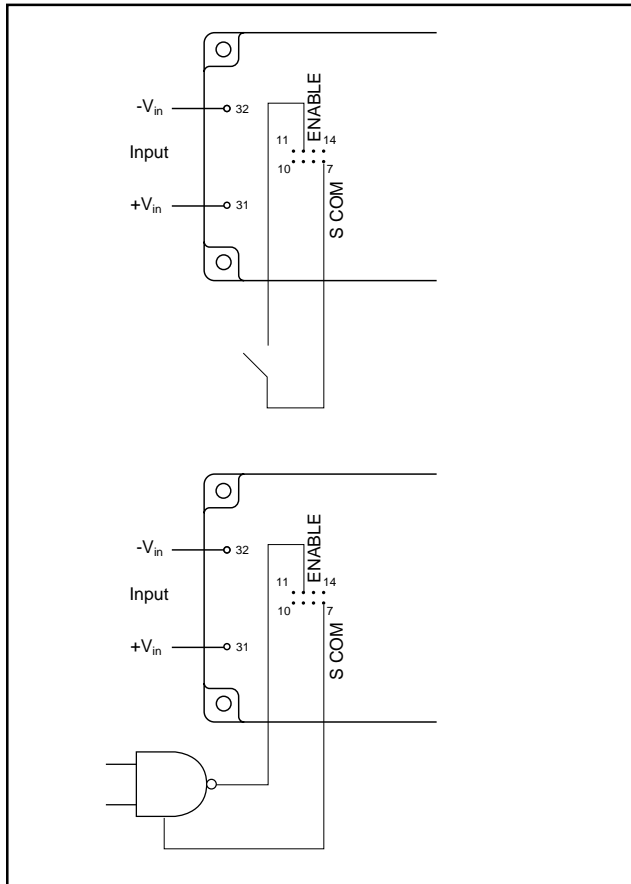 -Vin
32
ENABLE
11
14
Input
10
7
+Vin
31
S COM
-Vin
32
ENABLE
11
14
Input
10
7
+Vin
31
S COM